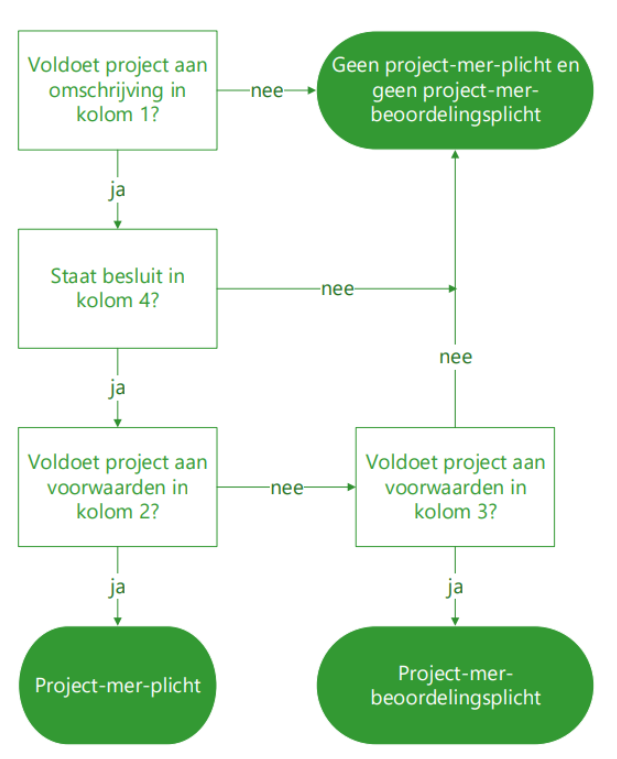 Voldoet project aan
omschrijving in
kolom 1?
nee
Geen project-mer-plicht en
geen project-mer-
beoordelingsplicht
ja
Staat besluit in
kolom 4?
nee
nee
ja
Voldoet project aan
voorwaarden in
kolom 2?
nee
Voldoet project aan
voorwaarden in
kolom 3?
ja
ja
Project-mer-plicht
Project-mer-
beoordelingsplicht